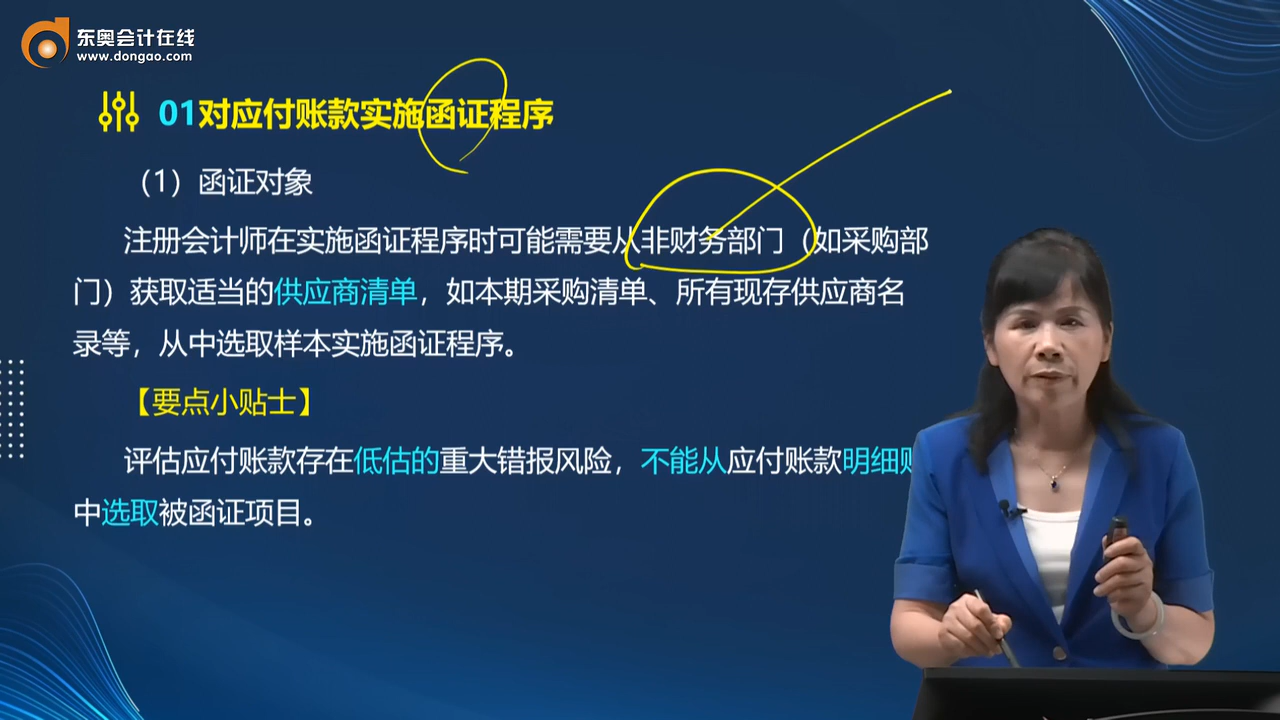 东奥会计在线
www.dongao.com
01对应付账款实施函证程序
（1）函证对象
注册会计师在实施函证程序时可能需要从非财务部门（如采购部
门）获取适当的供应商清单，如本期采购清单、所有现存供应商名
录等，从中选取样本实施函证程序。
【要点小贴士】
评估应付账款存在低估的重大错报风险，不能从应付账款明细账
中选取被函证项目。